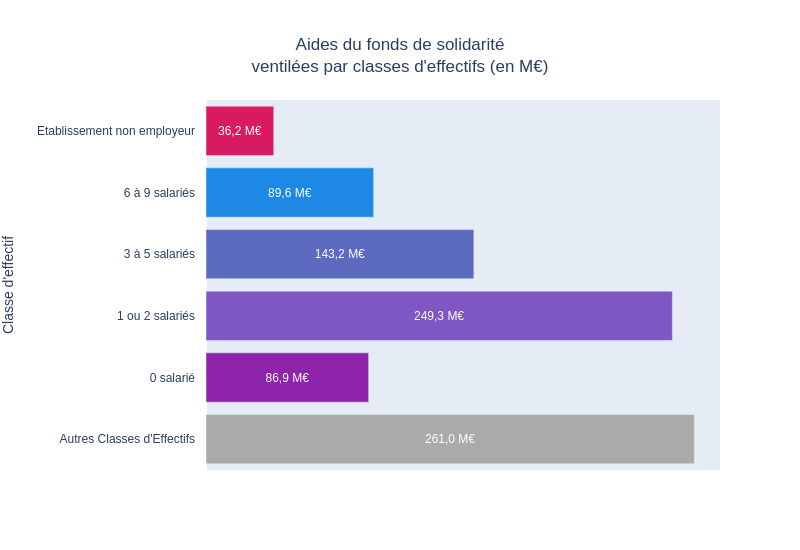 Aides du fonds de solidarité
ventilées par classes d'effectifs (en M€)
Classe d'effectif
Etablissement non employeur
36,2 M€
6 à 9 salariés
89,6 M€
3 à 5 salariés
143,2 M€
1 ou 2 salariés
249,3 M€
0 salarié
86,9 M€
Autres Classes d'Effectifs
261,0 M€